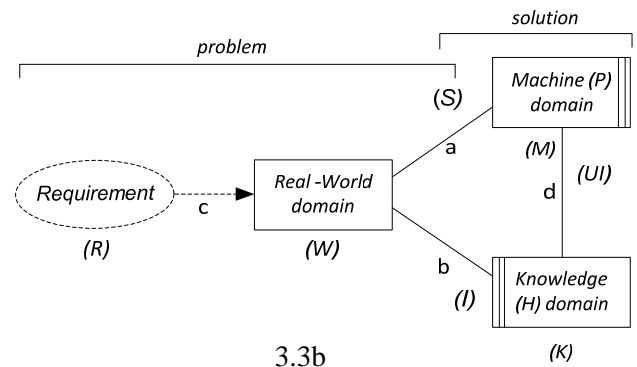 solution
problem
Machine (P)
domain
(S)
a
(M)
(UI)
Requirement
c
Real -World
domain
d
(R)
(W)
b
(I)
Knowledge
(H) domain
(K)
3.3b